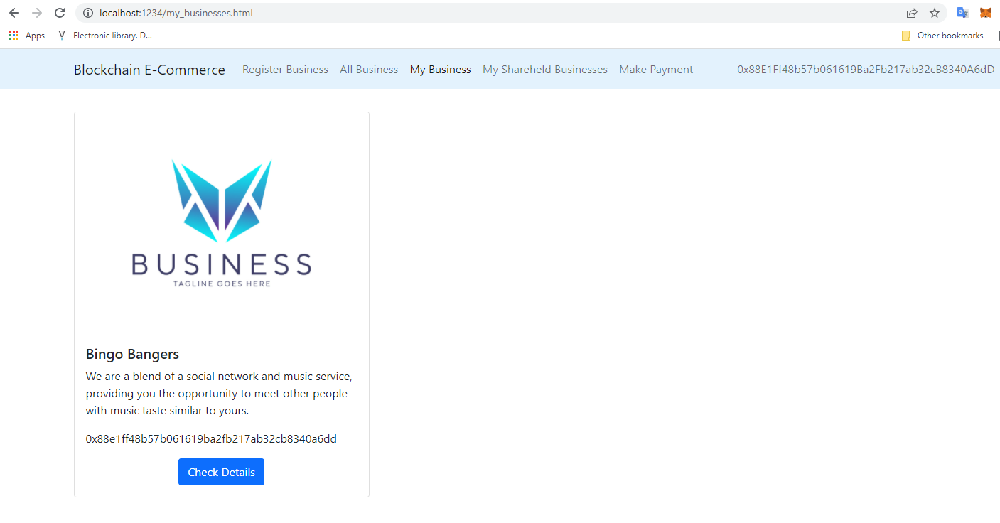 localhost:1234/my_businesses.html
Apps Electronic library. D... Other bookmarks
Blockchain E-Commerce Register Business All Business My Business My Shareheld Businesses Make Payment 0x88E1Ff48b57b061619Ba2Fb217ab32cB8340A6dD
BUSINESS
TAGLINE GOES HERE
Bingo Bangers
We are a blend of a social network and music service,
providing you the opportunity to meet other people
with music taste similar to yours.
0x88e1ff48b57b061619ba2fb217ab32cb8340a6dd
Check Details